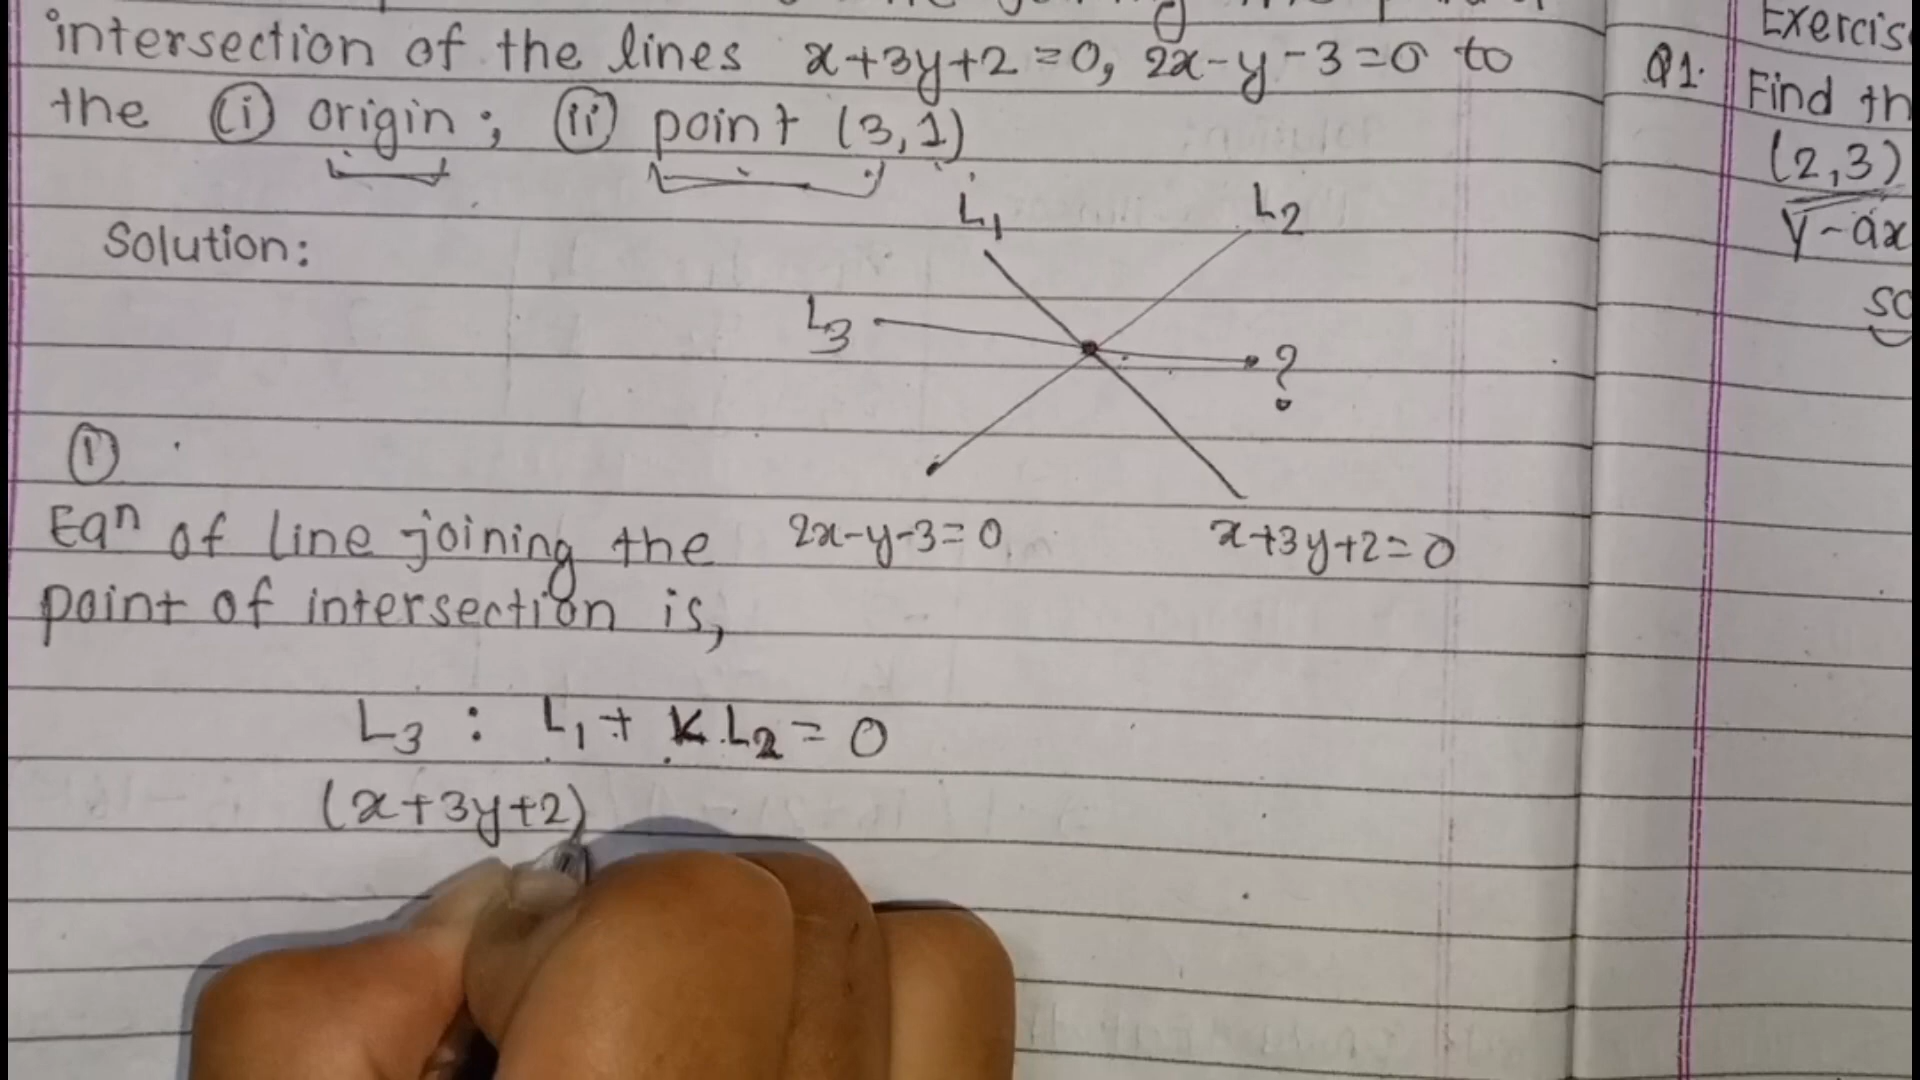 intersection of the lines x+3y+2=0, 2x-y-3=0 to
the (i) origin; (ii) point (3,1)
Solution:
L1
L2
L3
?
(i)
Eqn of line joining the
point of intersection is,
2x-y-3=0
x+3y+2=0
L3 : L1 + K.L2 = 0
(x+3y+2)
Q1. Find th
(2,3)
y-ax